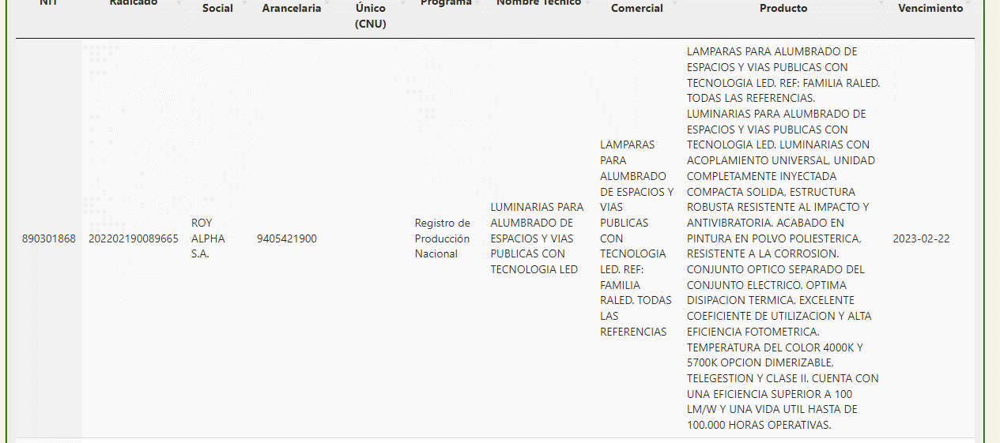 NIT
Radicado
Social
Arancelaria
Único
(CNU)
Programa
Nombre Técnico
Comercial
Producto
Vencimiento
890301868
202202190089665
ROY
ALPHA
S.A.
9405421900
Registro de
Producción
Nacional
LUMINARIAS PARA
ALUMBRADO DE
ESPACIOS Y VIAS
PUBLICAS CON
TECNOLOGIA LED
LAMPARAS
PARA
ALUMBRADO
DE ESPACIOS Y
VIAS
PUBLICAS
CON
TECNOLOGIA
LED. REF:
FAMILIA
RALED. TODAS
LAS
REFERENCIAS
LAMPARAS PARA ALUMBRADO DE
ESPACIOS Y VIAS PUBLICAS CON
TECNOLOGIA LED. REF: FAMILIA RALED.
TODAS LAS REFERENCIAS.
LUMINARIAS PARA ALUMBRADO DE
ESPACIOS Y VIAS PUBLICAS CON
TECNOLOGIA LED. LUMINARIAS CON
ACOPLAMIENTO UNIVERSAL, UNIDAD
COMPLETAMENTE INYECTADA
COMPACTA SOLIDA, ESTRUCTURA
ROBUSTA RESISTENTE AL IMPACTO Y
ANTIVIBRATORIA. ACABADO EN
PINTURA EN POLVO POLIESTERICA,
RESISTENTE A LA CORROSION.
CONJUNTO OPTICO SEPARADO DEL
CONJUNTO ELECTRICO. OPTIMA
DISIPACION TERMICA. EXCELENTE
COEFICIENTE DE UTILIZACION Y ALTA
EFICIENCIA FOTOMETRICA.
TEMPERATURA DEL COLOR 4000K Y
5700K OPCION DIMERIZABLE,
TELEGESTION Y CLASE II. CUENTA CON
UNA EFICIENCIA SUPERIOR A 100
LM/W Y UNA VIDA UTIL HASTA DE
100.000 HORAS OPERATIVAS.
2023-02-22